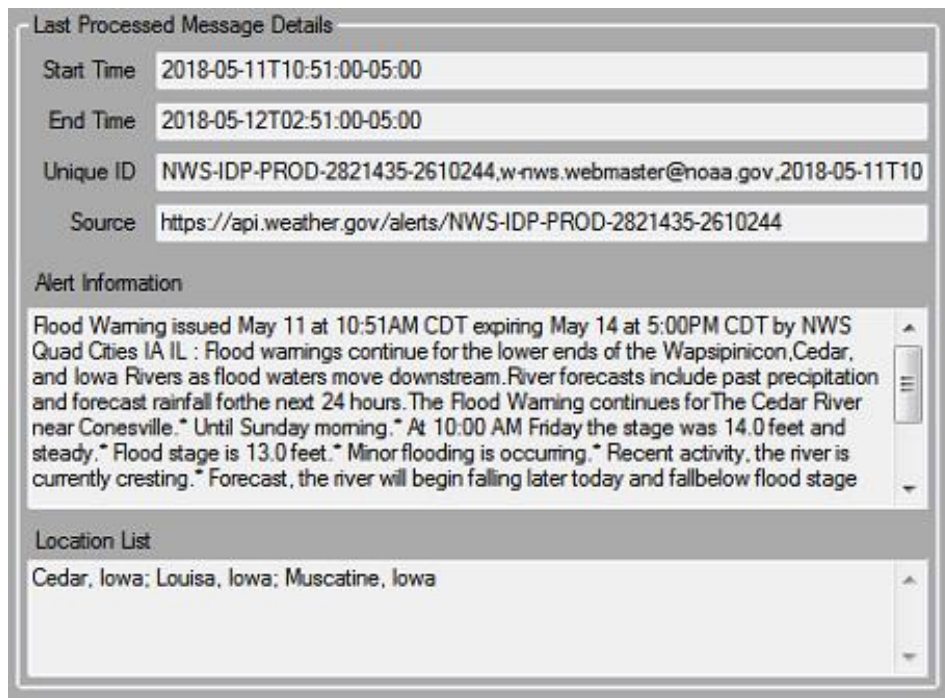 Last Processed Message Details
Start Time 2018-05-11T10:51:00-05:00
End Time 2018-05-12T02:51:00-05:00
Unique ID NWS-IDP-PROD-2821435-2610244,w-nws.webmaster@noaa.gov,2018-05-11T10
Source https://api.weather.gov/alerts/NWS-IDP-PROD-2821435-2610244
Alert Information
Flood Warning issued May 11 at 10:51AM CDT expiring May 14 at 5:00PM CDT by NWS
Quad Cities IA IL : Flood warnings continue for the lower ends of the Wapsipinicon,Cedar,
and Iowa Rivers as flood waters move downstream.River forecasts include past precipitation
and forecast rainfall forthe next 24 hours.The Flood Warning continues forThe Cedar River
near Conesville.* Until Sunday morning.* At 10:00 AM Friday the stage was 14.0 feet and
steady.* Flood stage is 13.0 feet.* Minor flooding is occurring.* Recent activity, the river is
currently cresting.* Forecast, the river will begin falling later today and fallbelow flood stage
Location List
Cedar, Iowa; Louisa, Iowa; Muscatine, Iowa